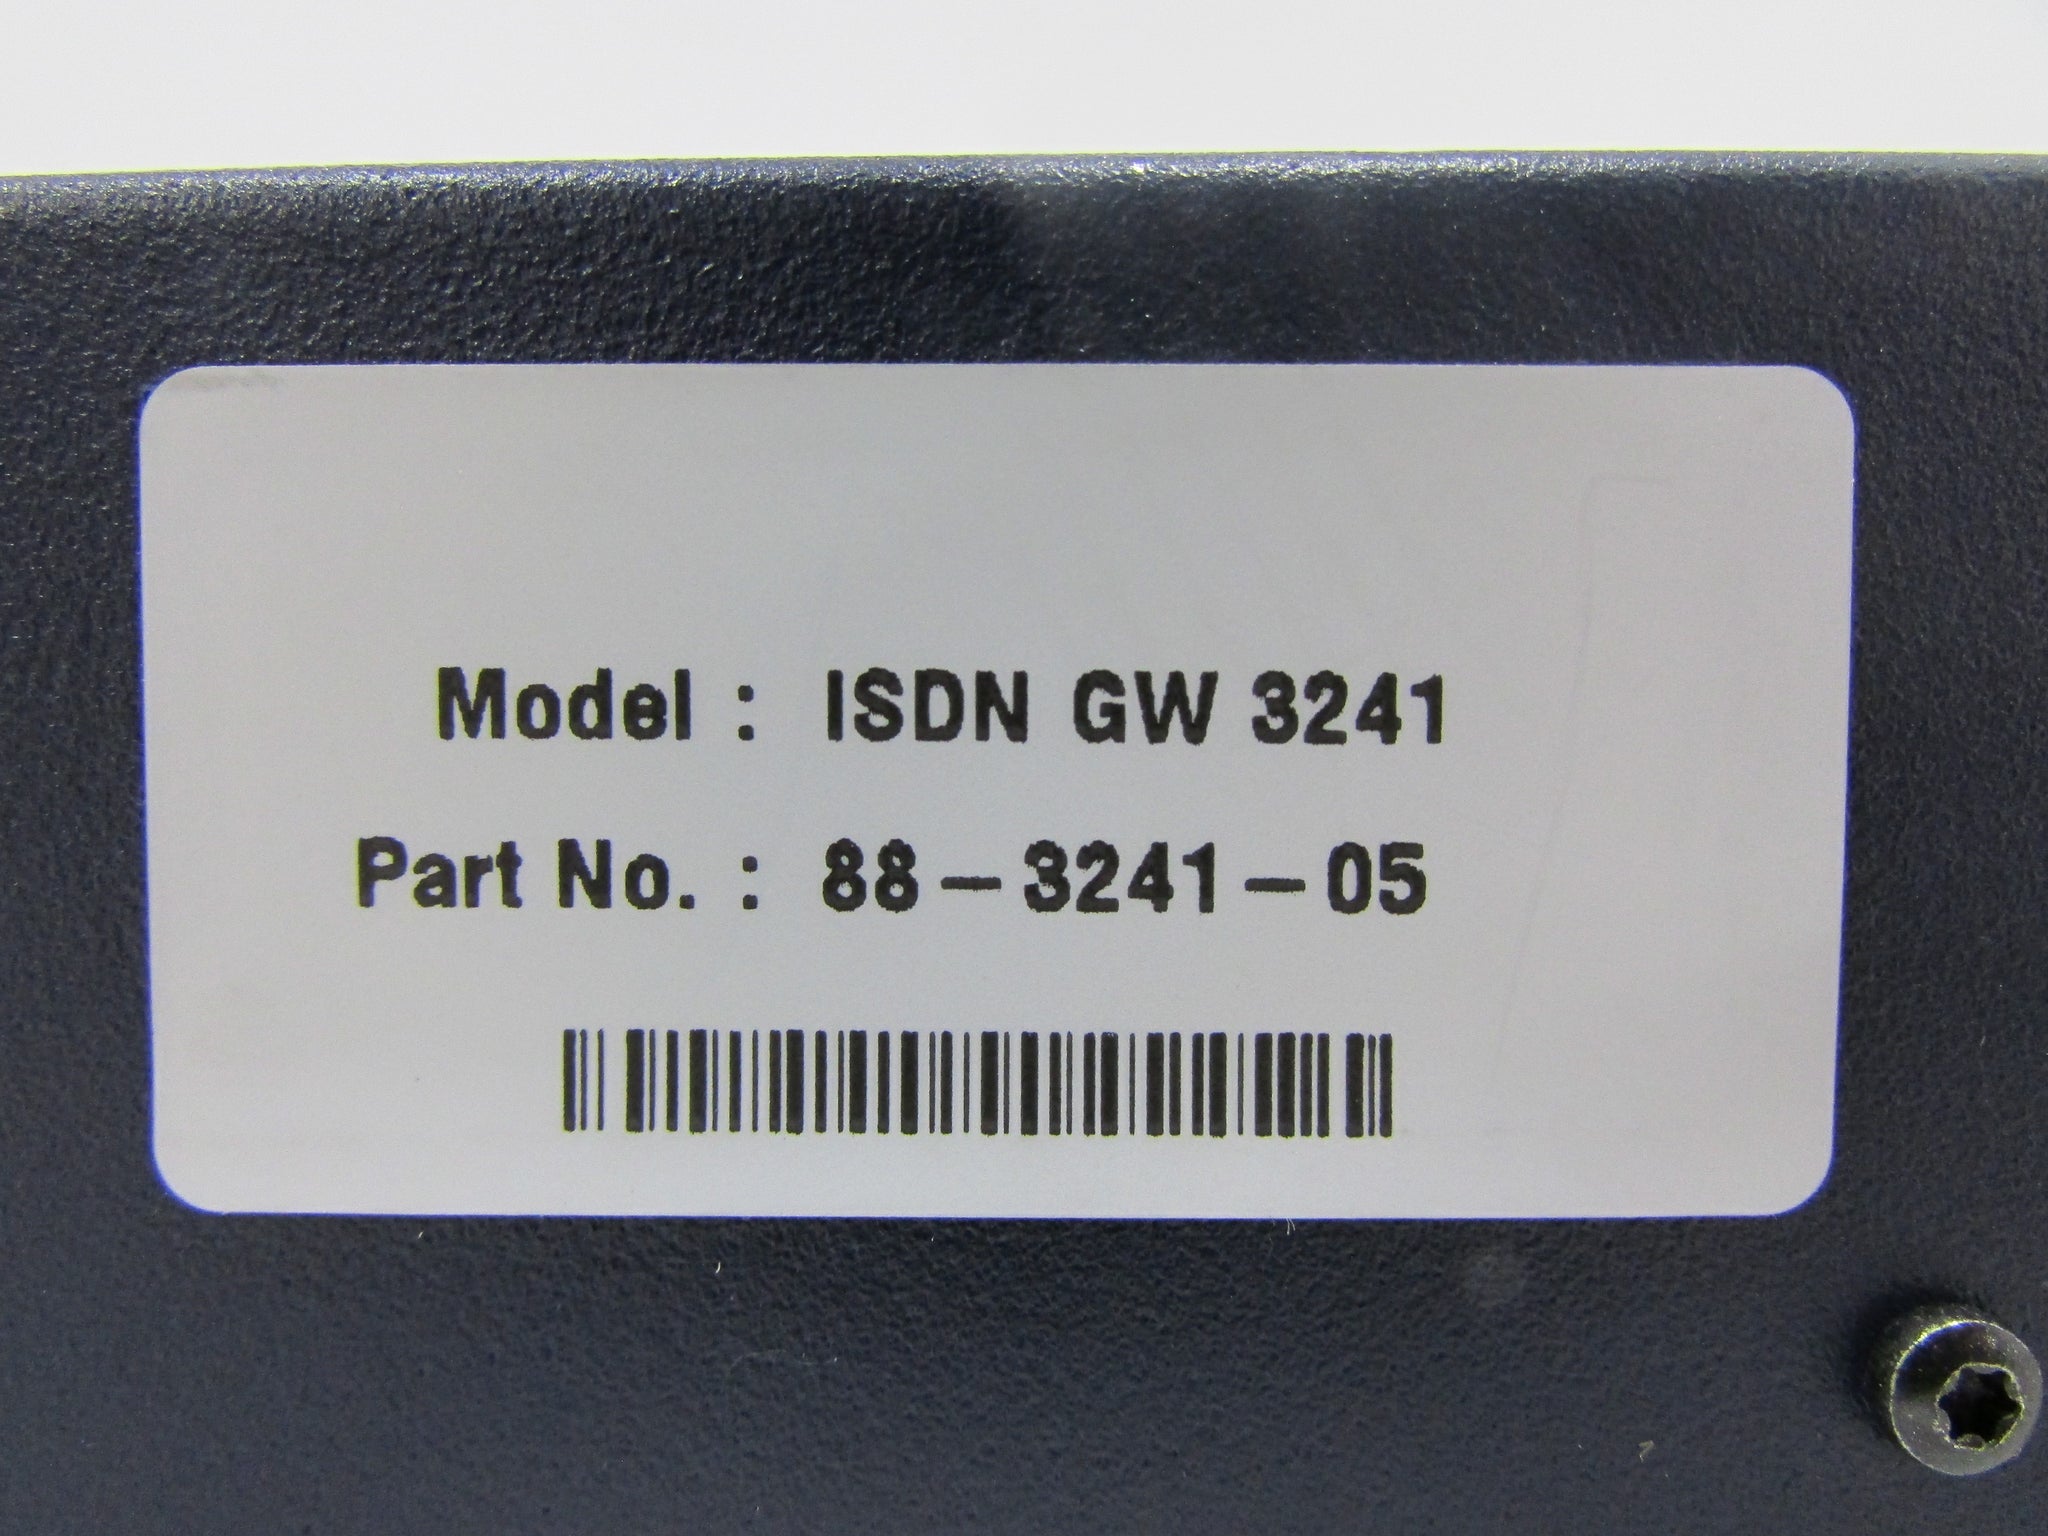 Model : ISDN GW 3241
Part No. : 88-3241-05